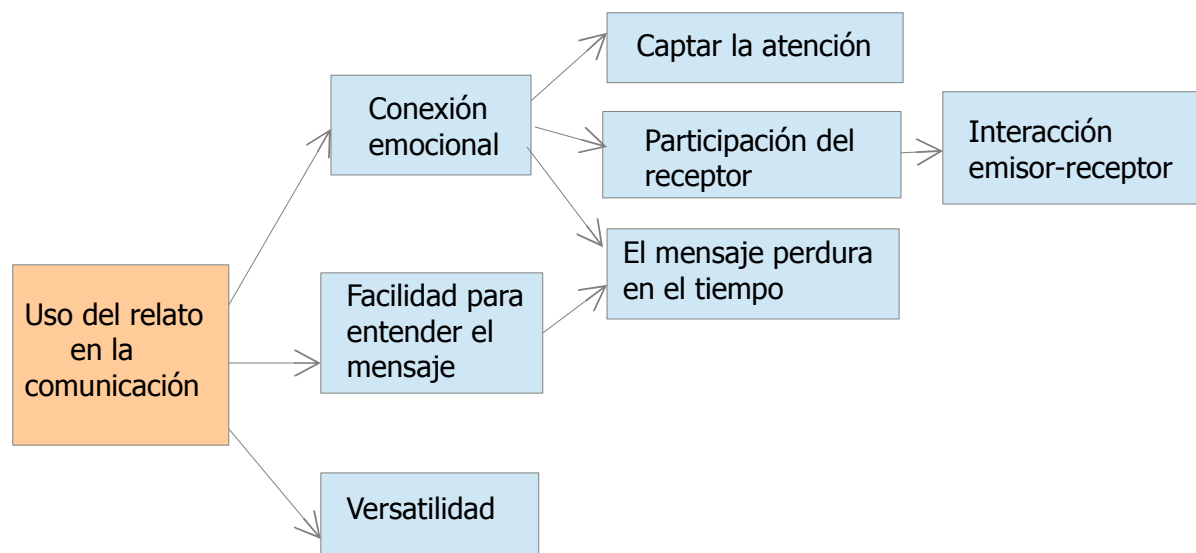 Captar la atención
Conexión
emocional
Participación del
receptor
Interacción
emisor-receptor
El mensaje perdura
en el tiempo
Uso del relato
en la
comunicación
Facilidad para
entender el
mensaje
Versatilidad